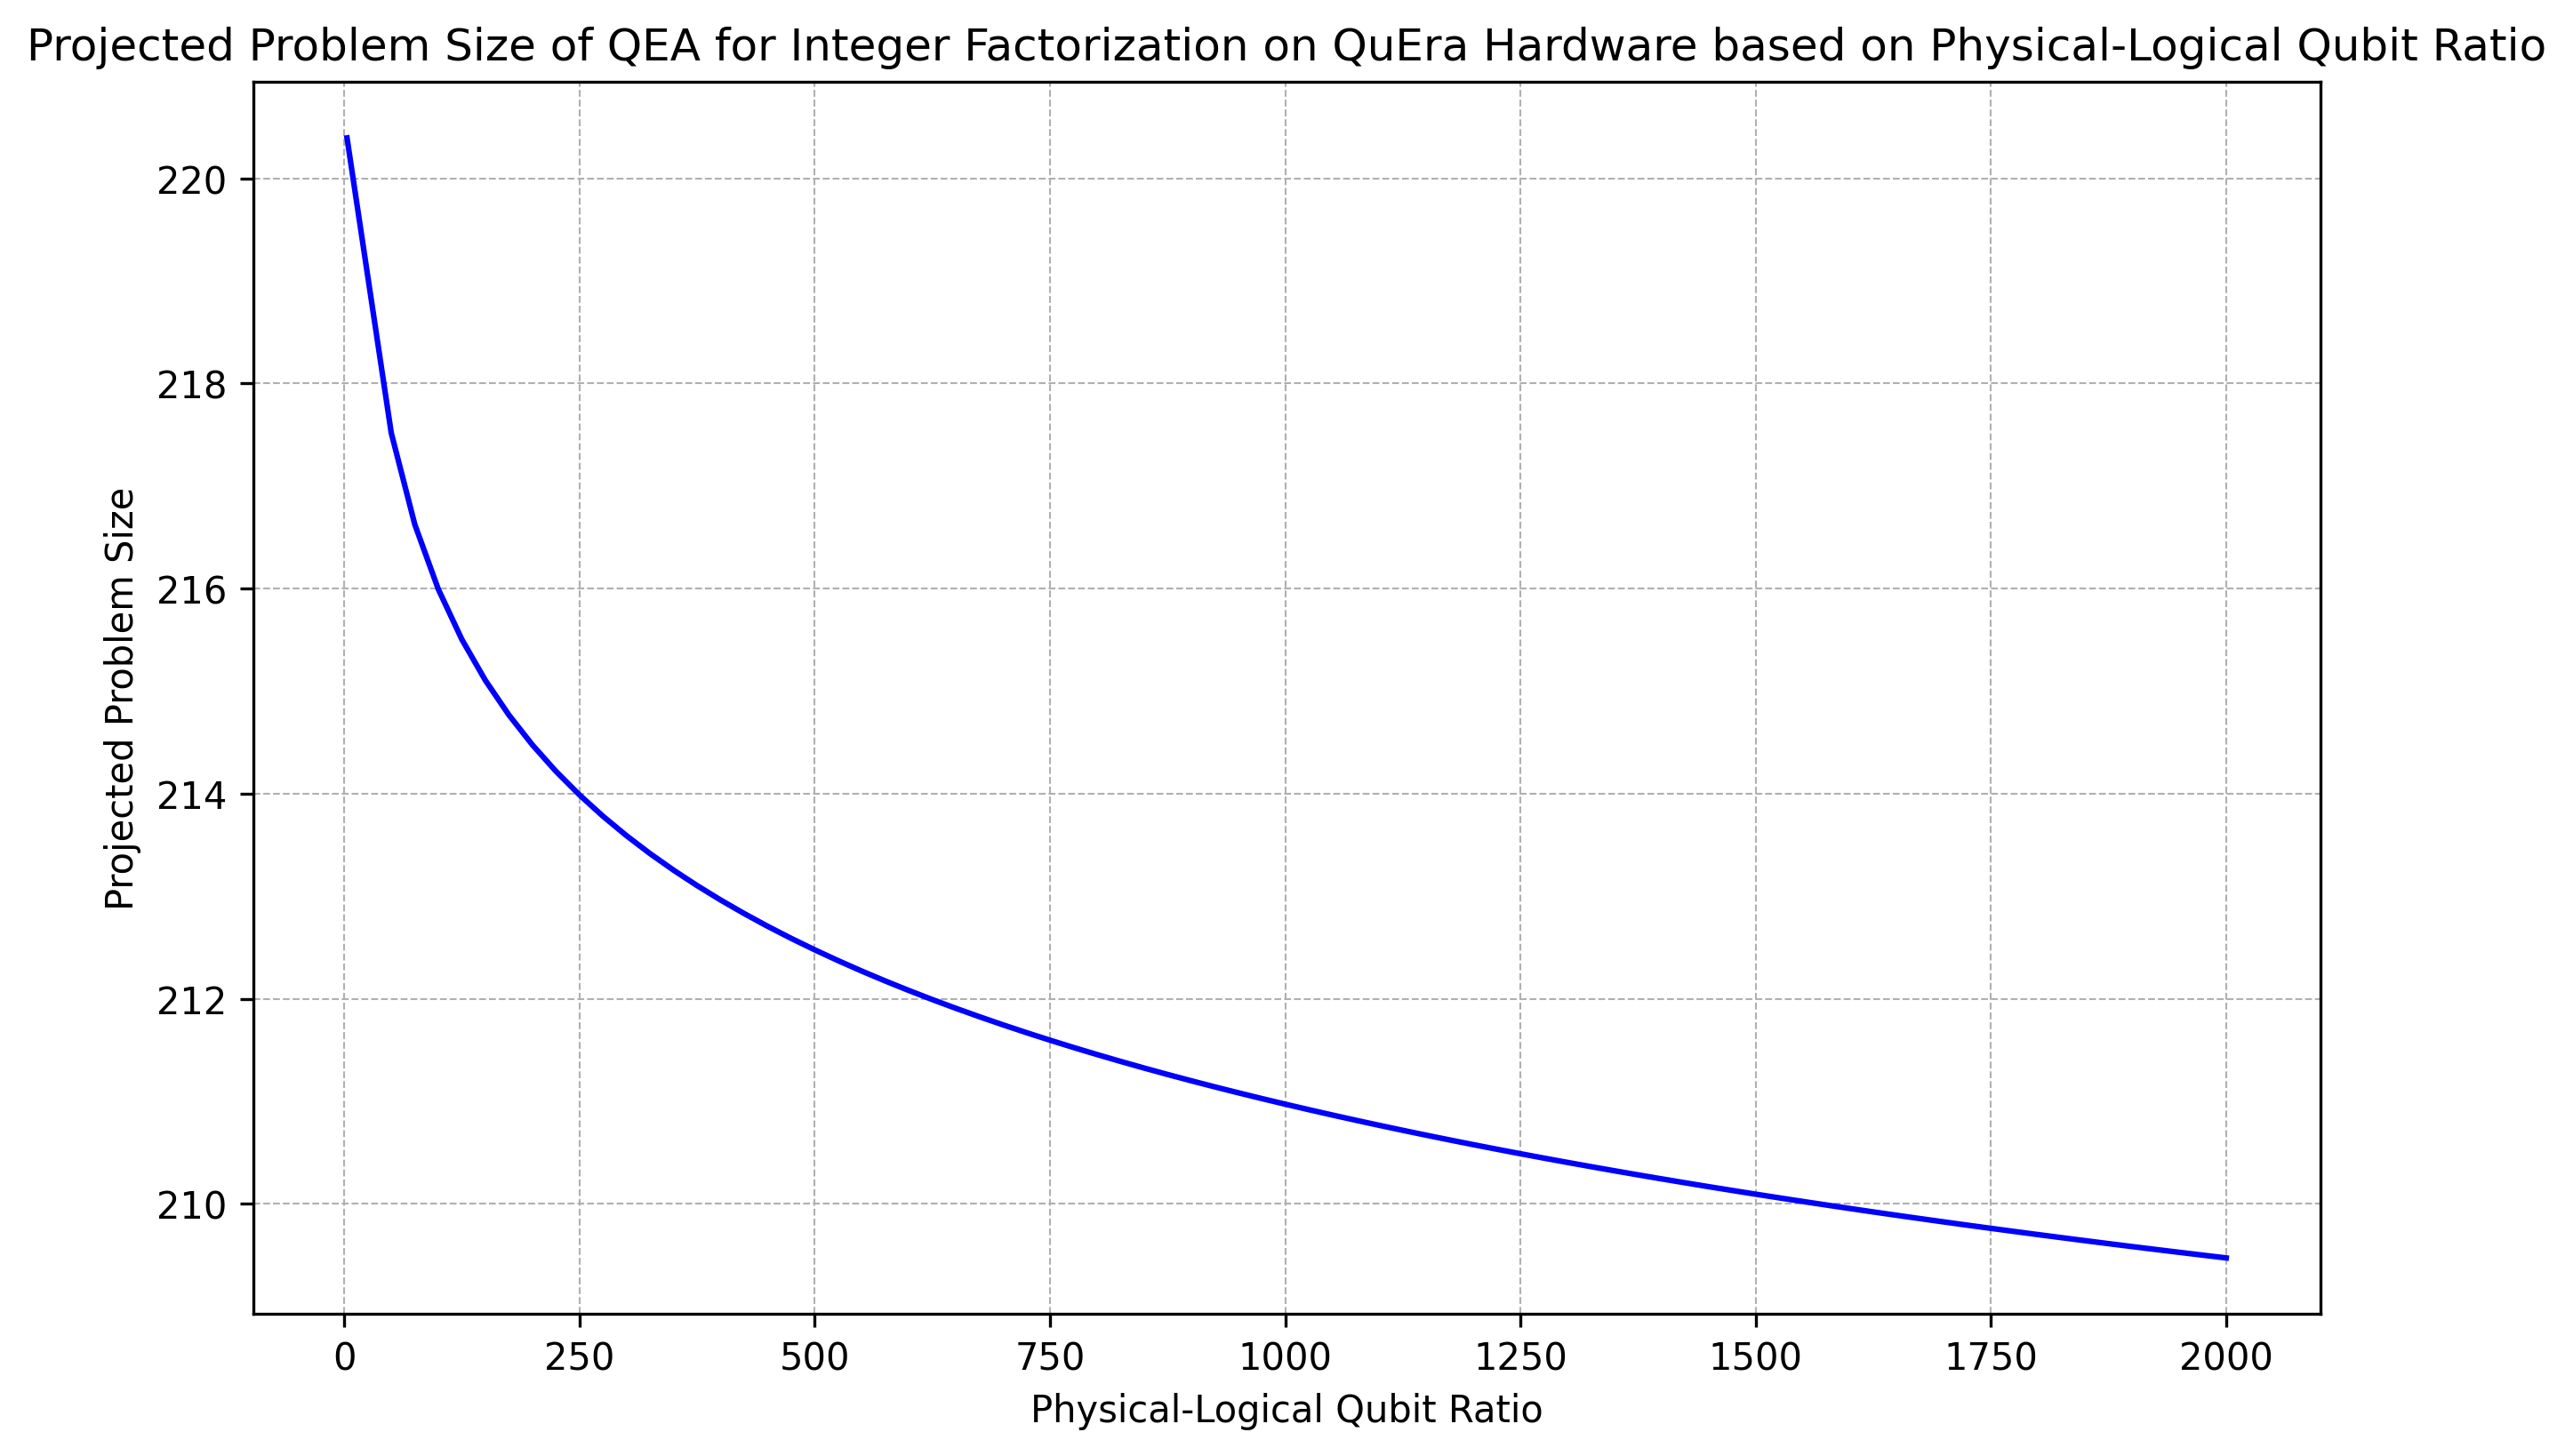 Projected Problem Size of QEA for Integer Factorization on QuEra Hardware based on Physical-Logical Qubit Ratio
Projected Problem Size
220
218
216
214
212
210
0 250 500 750 1000 1250 1500 1750 2000
Physical-Logical Qubit Ratio